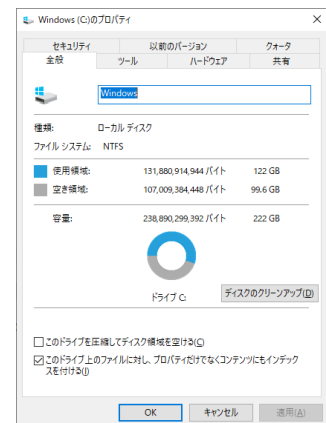 Windows (C:)のプロパティ
セキュリティ 以前のバージョン クォータ
全般 ツール ハードウェア 共有
Windows
種類: ローカル ディスク
ファイル システム: NTFS
使用領域: 131,880,914,944 バイト 122 GB
空き領域: 107,009,384,448 バイト 99.6 GB
容量: 238,890,299,392 バイト 222 GB
ドライブ C: ディスクのクリーンアップ(D)
このドライブを圧縮してディスク領域を空ける(C)
このドライブ上のファイルに対し、プロパティだけでなくコンテンツにもインデック
スを付ける(I)
OK キャンセル 適用(A)